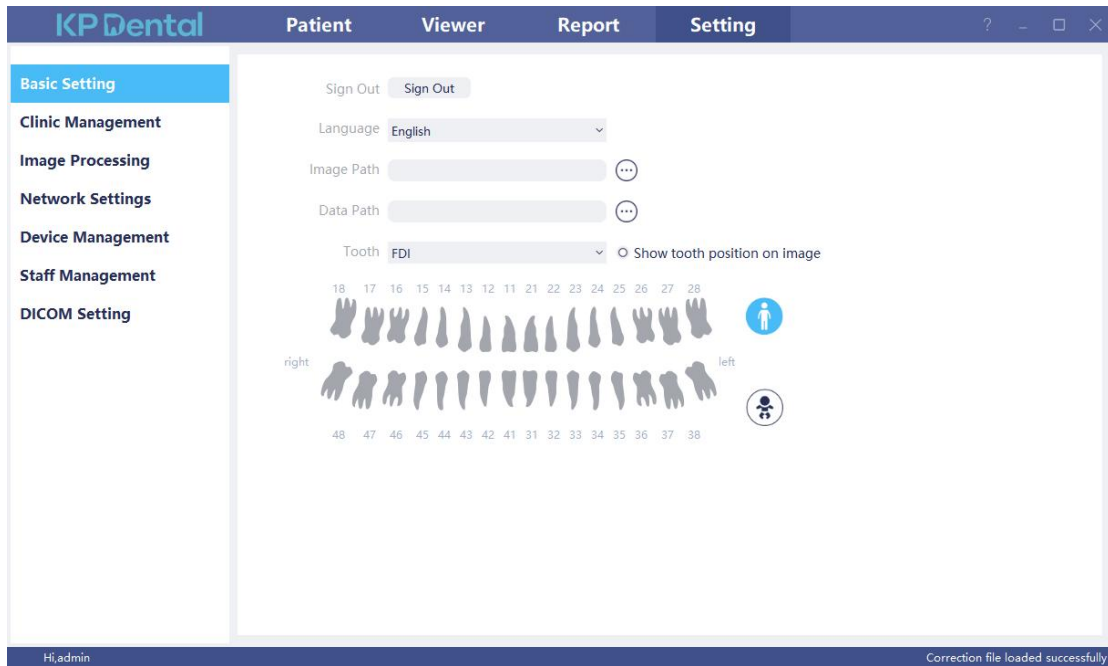 KP Dental Patient Viewer Report Setting ?
Basic Setting
Clinic Management
Image Processing
Network Settings
Device Management
Staff Management
DICOM Setting
Sign Out Sign Out
Language English
Image Path
Data Path
Tooth FDI Show tooth position on image
18 17 16 15 14 13 12 11 21 22 23 24 25 26 27 28
right left
48 47 46 45 44 43 42 41 31 32 33 34 35 36 37 38
Hi,admin Correction file loaded successfully